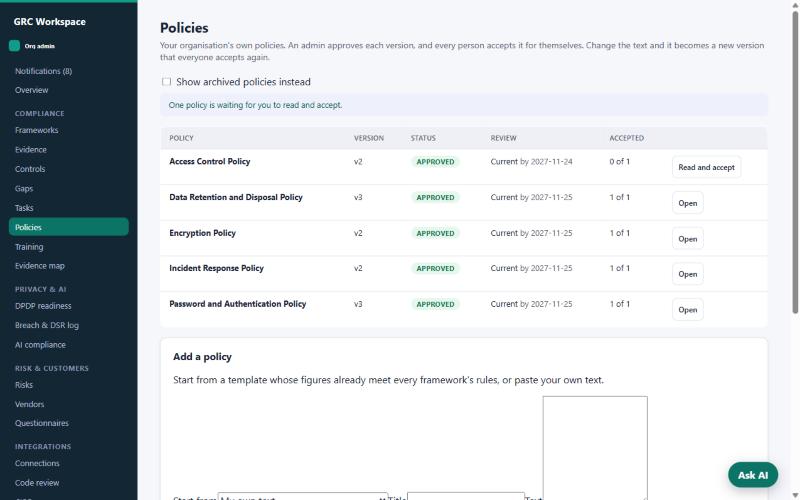 GRC Workspace
Org admin
Notifications (8)
Overview
COMPLIANCE
Frameworks
Evidence
Controls
Gaps
Tasks
Policies
Training
Evidence map
PRIVACY & AI
DPDP readiness
Breach & DSR log
AI compliance
RISK & CUSTOMERS
Risks
Vendors
Questionnaires
INTEGRATIONS
Connections
Code review
Policies
Your organisation's own policies. An admin approves each version, and every person accepts it for themselves. Change the text and it becomes a new version
that everyone accepts again.
Show archived policies instead
One policy is waiting for you to read and accept.
POLICY VERSION STATUS REVIEW ACCEPTED
Access Control Policy v2 APPROVED Current by 2027-11-24 0 of 1 Read and accept
Data Retention and Disposal Policy v3 APPROVED Current by 2027-11-25 1 of 1 Open
Encryption Policy v2 APPROVED Current by 2027-11-25 1 of 1 Open
Incident Response Policy v2 APPROVED Current by 2027-11-25 1 of 1 Open
Password and Authentication Policy v3 APPROVED Current by 2027-11-25 1 of 1 Open
Add a policy
Start from a template whose figures already meet every framework's rules, or paste your own text.
Start from My own text Title Text
Ask AI